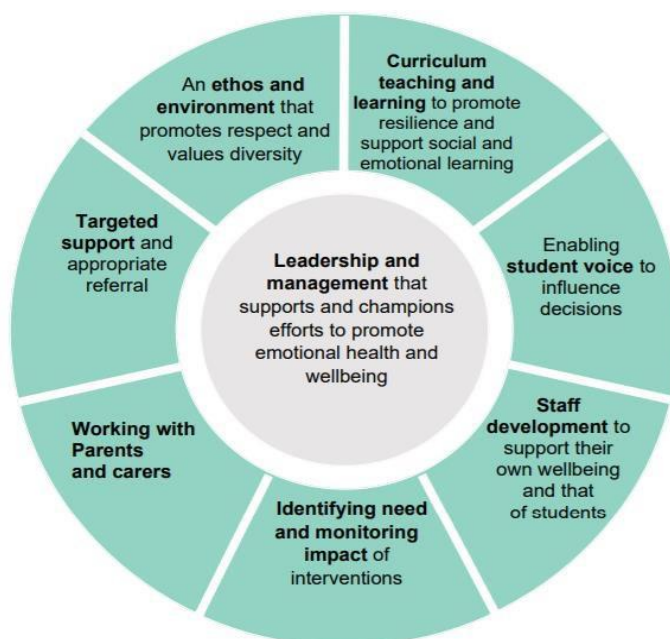 An ethos and
environment that
promotes respect and
values diversity
Curriculum
teaching and
learning to promote
resilience and
support social and
emotional learning
Enabling
student voice to
influence
decisions
Staff
development to
support their
own wellbeing
and that
of students
Identifying need
and monitoring
impact of
interventions
Working with
Parents
and carers
Targeted
support and
appropriate
referral
Leadership and
management that
supports and champions
efforts to promote
emotional health and
wellbeing